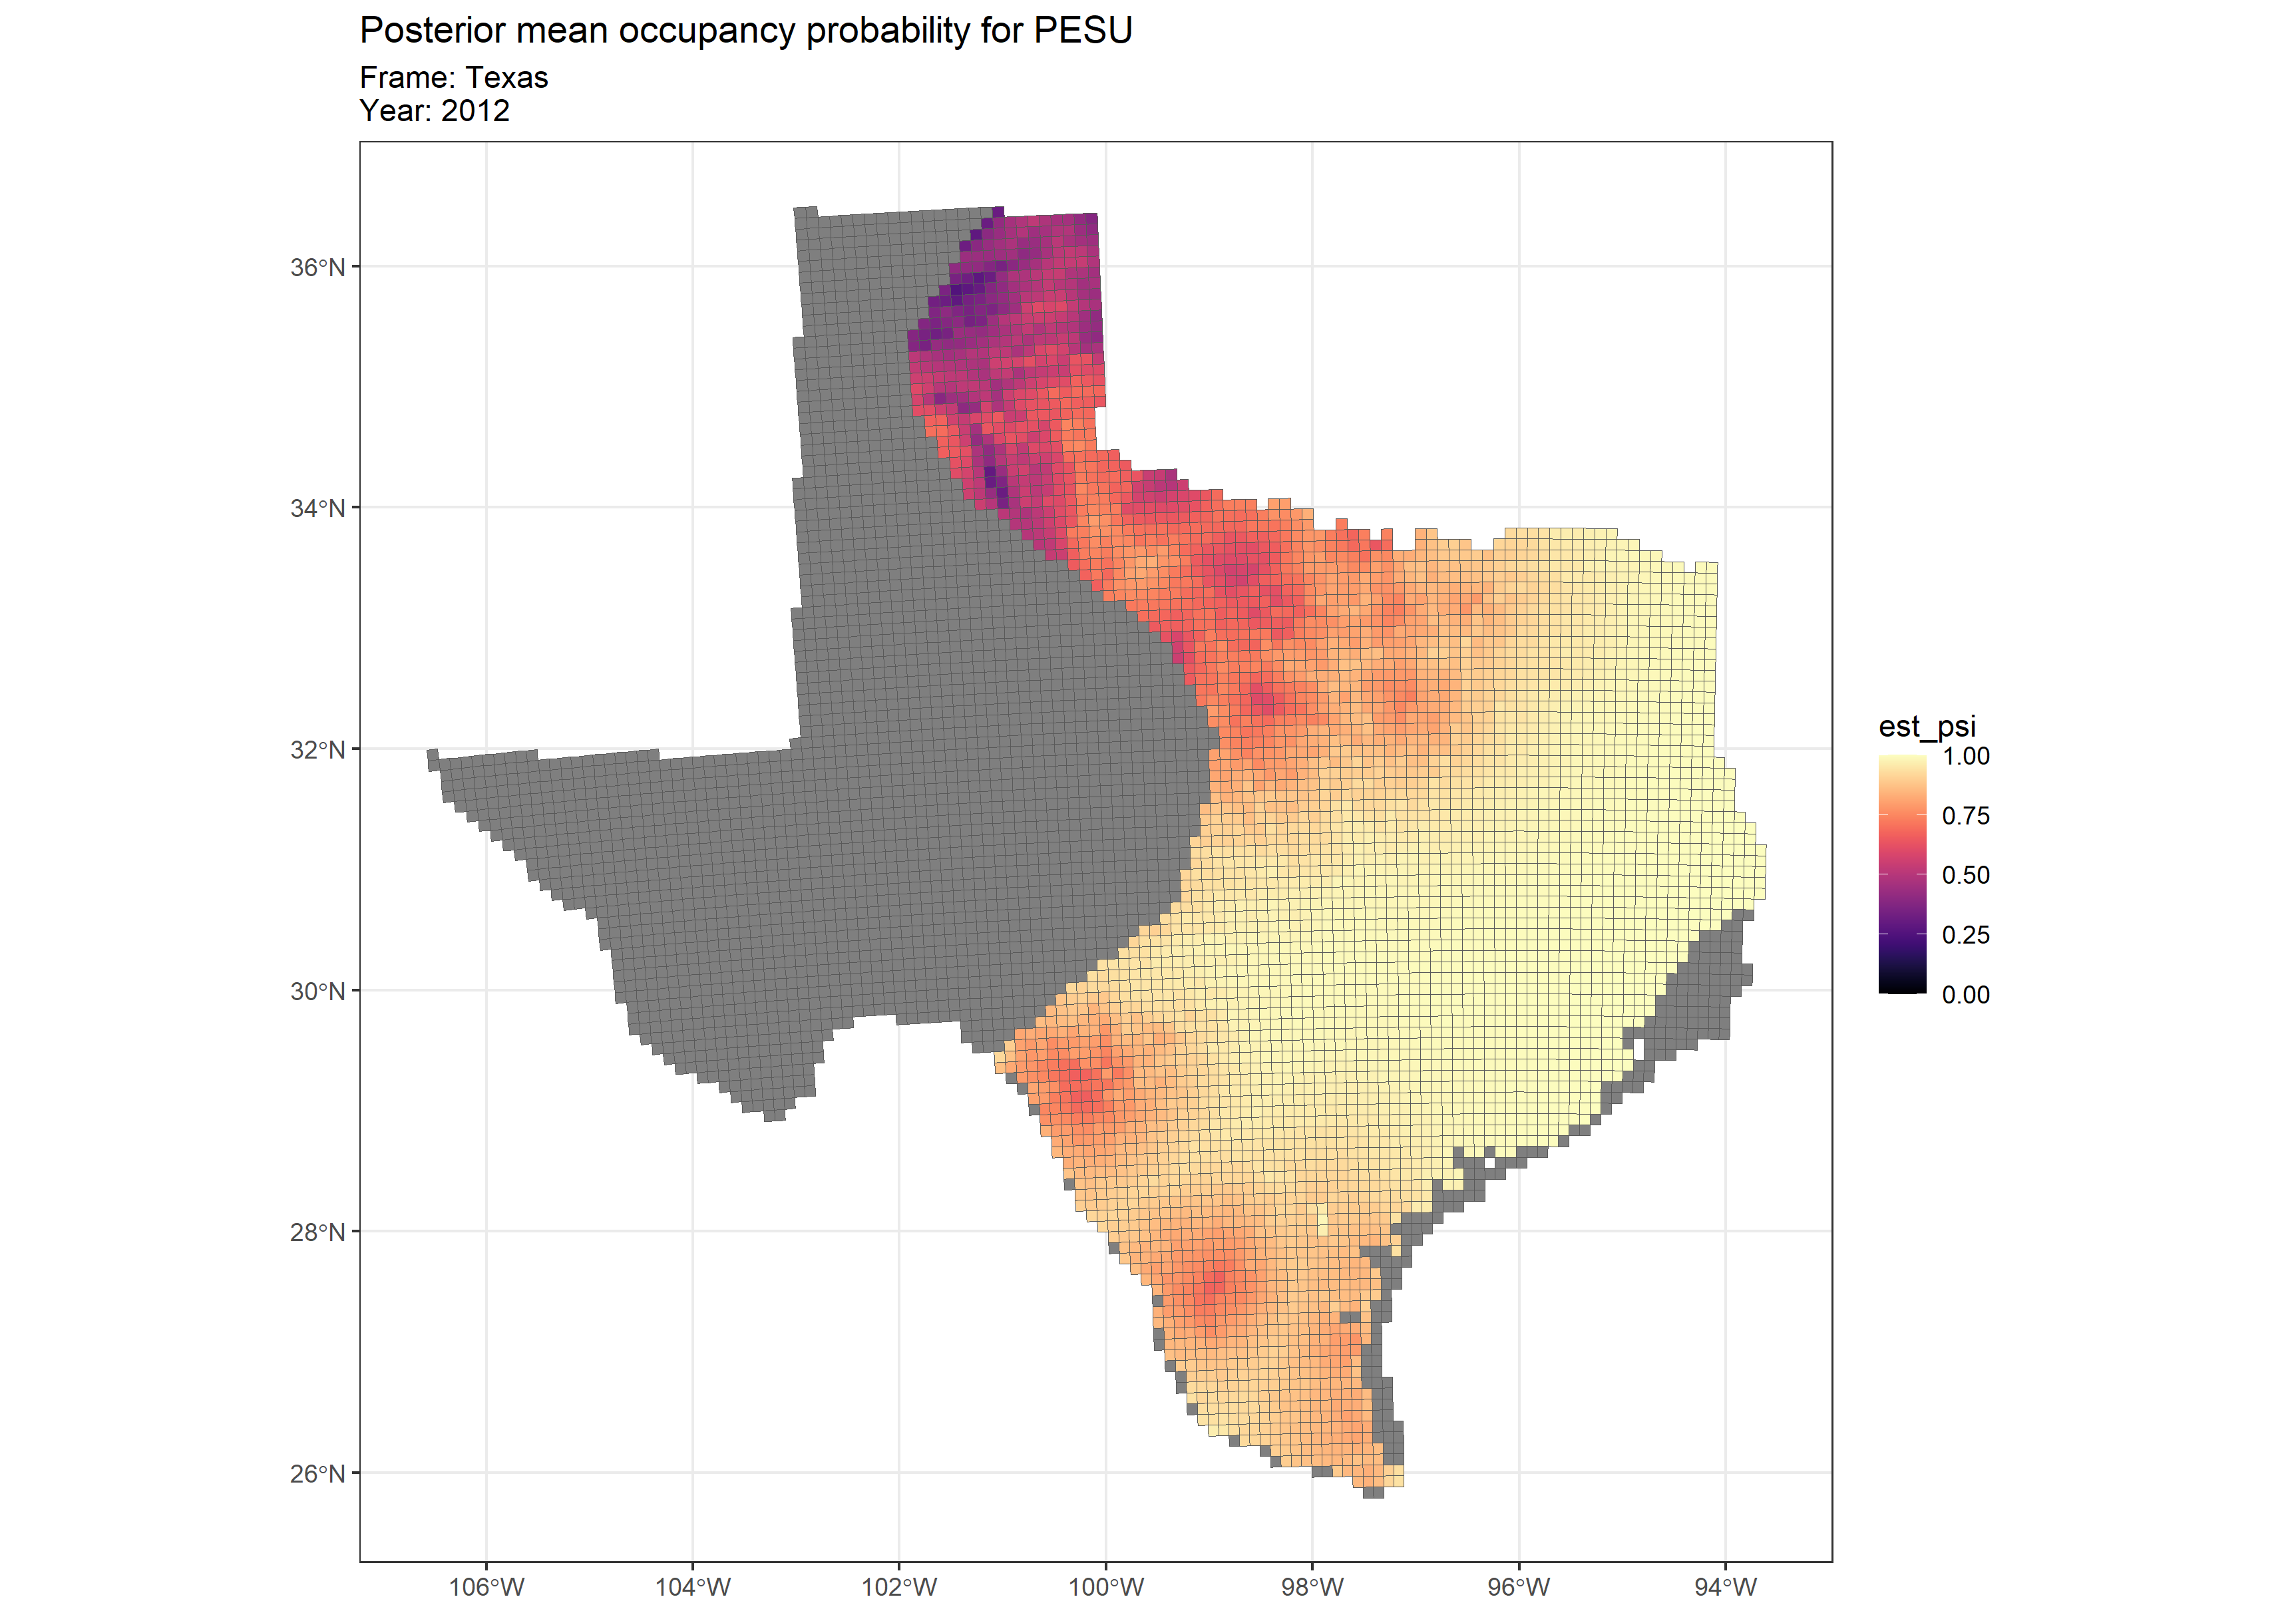 Posterior mean occupancy probability for PESU
Frame: Texas
Year: 2012
36°N
34°N
32°N
30°N
28°N
26°N
106°W 104°W 102°W 100°W 98°W 96°W 94°W
est_psi
1.00
0.75
0.50
0.25
0.00